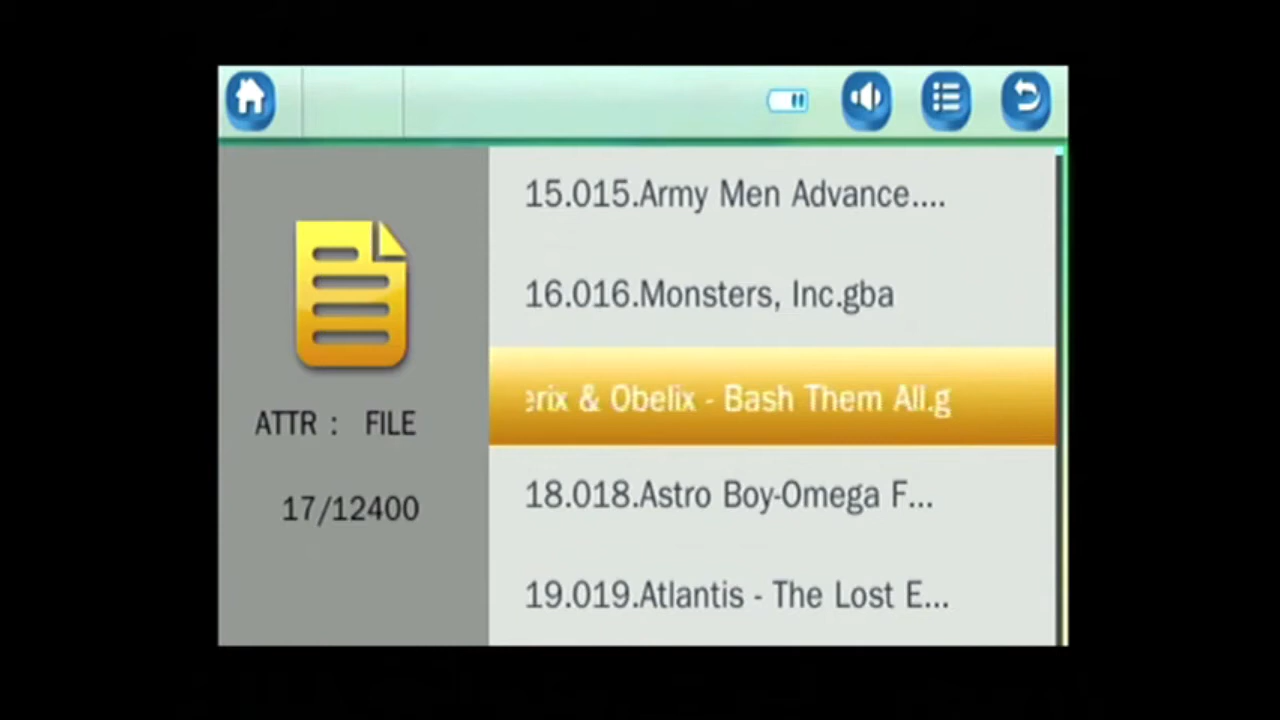 15.015.Army Men Advance....
16.016.Monsters, Inc.gba
erix & Obelix - Bash Them All.g
18.018.Astro Boy-Omega F...
19.019.Atlantis - The Lost E...
ATTR : FILE
17/12400